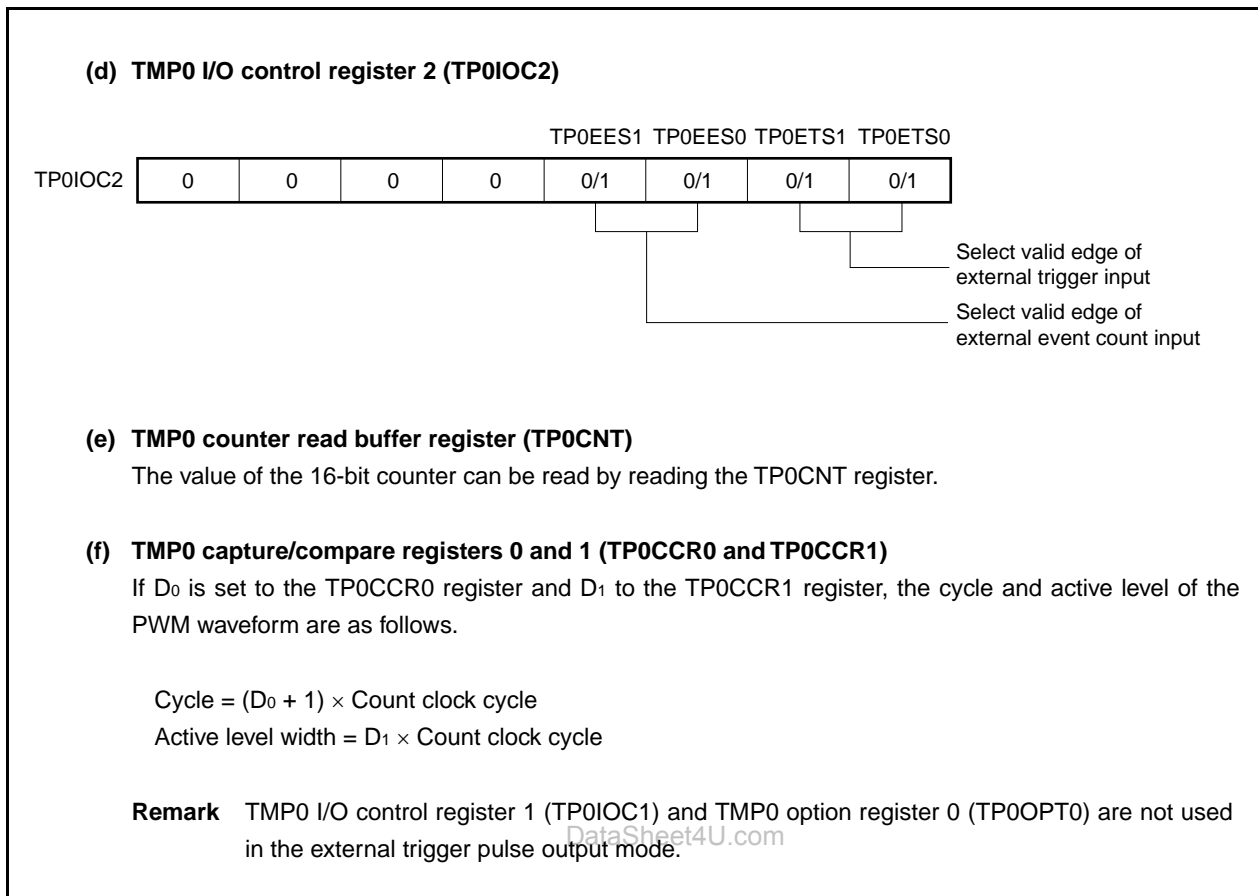 (d) TMP0 I/O control register 2 (TP0IOC2)
TP0EES1 TP0EES0 TP0ETS1 TP0ETS0
TP0IOC2 0 0 0 0 0/1 0/1 0/1 0/1
Select valid edge of
external trigger input
Select valid edge of
external event count input
(e) TMP0 counter read buffer register (TP0CNT)
The value of the 16-bit counter can be read by reading the TP0CNT register.
(f) TMP0 capture/compare registers 0 and 1 (TP0CCR0 and TP0CCR1)
If D0 is set to the TP0CCR0 register and D1 to the TP0CCR1 register, the cycle and active level of the
PWM waveform are as follows.
Cycle = (D0 + 1) × Count clock cycle
Active level width = D1 × Count clock cycle
Remark TMP0 I/O control register 1 (TP0IOC1) and TMP0 option register 0 (TP0OPT0) are not used
in the external trigger pulse output mode.
DataSheet4U.com